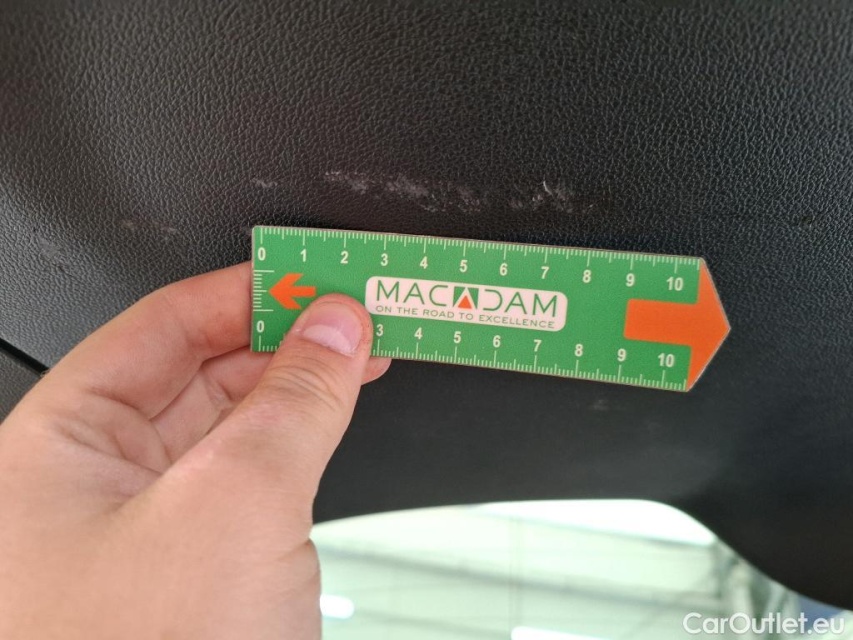 0 1 2 3 4 5 6 7 8 9 10
MACADAM
ON THE ROAD TO EXCELLENCE
0 3 4 5 6 7 8 9 10
CarOutlet.eu